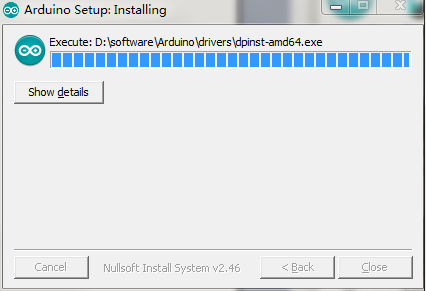 Arduino Setup: Installing
Execute: D:\software\Arduino\drivers\dpinst-amd64.exe
Show details
Cancel
Nullsoft Install System v2.46
< Back
Close